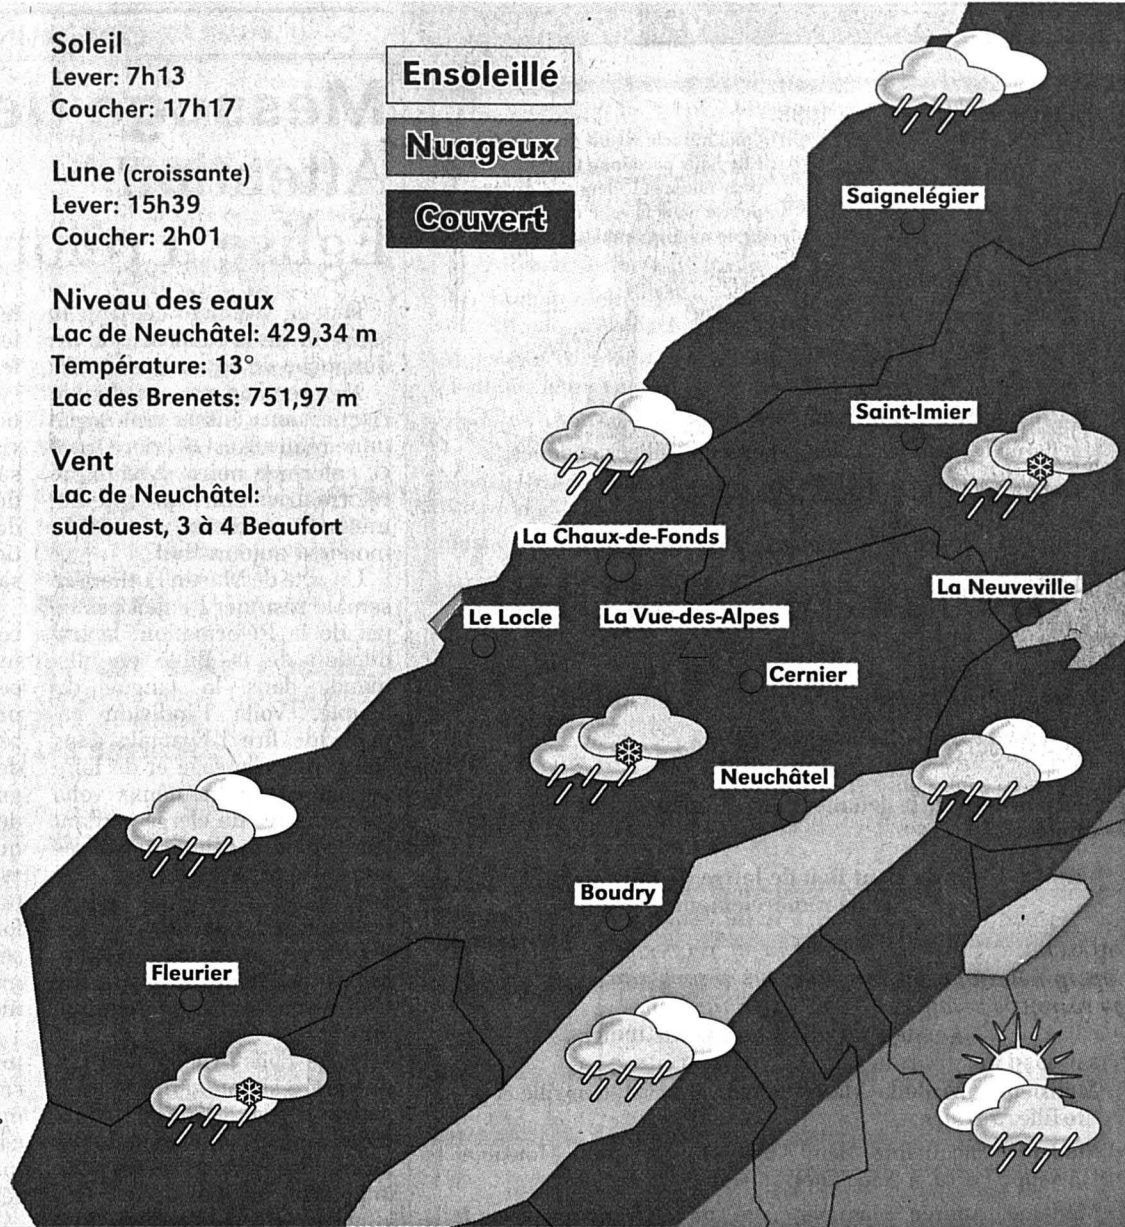 Soleil
Lever: 7h13
Coucher: 17h17
Lune (croissante)
Lever: 15h39
Coucher: 2h01
Niveau des eaux
Lac de Neuchâtel: 429,34 m
Température: 13°
Lac des Brenets: 751,97 m
Vent
Lac de Neuchâtel:
sud-ouest, 3 à 4 Beaufort
Ensoleillé
Nuageux
Couvert
Saignelégier
Saint-Imier
La Chaux-de-Fonds
La Neuveville
Le Locle
La Vue-des-Alpes
Cernier
Neuchâtel
Boudry
Fleurier